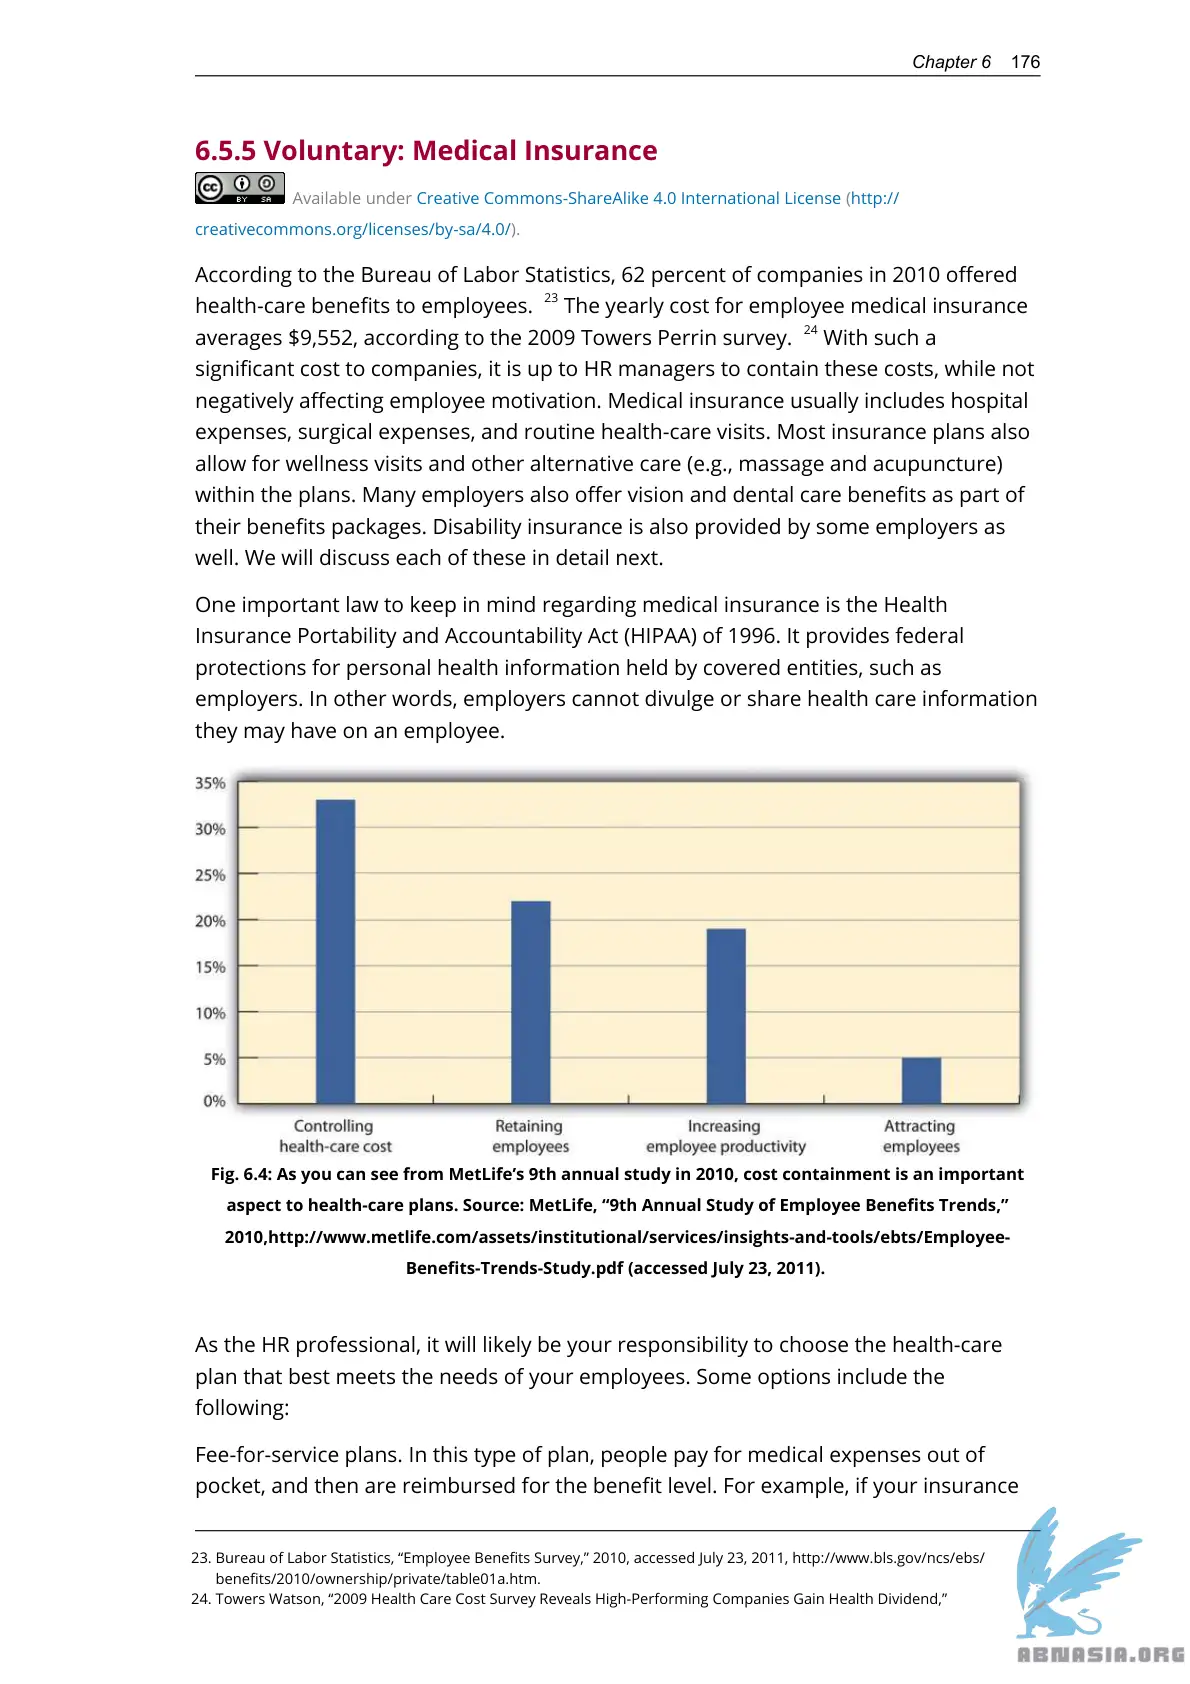 Chapter 6 176
6.5.5 Voluntary: Medical Insurance
cc BY SA Available under Creative Commons-ShareAlike 4.0 International License (http://
creativecommons.org/licenses/by-sa/4.0/).
According to the Bureau of Labor Statistics, 62 percent of companies in 2010 offered
health-care benefits to employees. 23 The yearly cost for employee medical insurance
averages $9,552, according to the 2009 Towers Perrin survey. 24 With such a
significant cost to companies, it is up to HR managers to contain these costs, while not
negatively affecting employee motivation. Medical insurance usually includes hospital
expenses, surgical expenses, and routine health-care visits. Most insurance plans also
allow for wellness visits and other alternative care (e.g., massage and acupuncture)
within the plans. Many employers also offer vision and dental care benefits as part of
their benefits packages. Disability insurance is also provided by some employers as
well. We will discuss each of these in detail next.
One important law to keep in mind regarding medical insurance is the Health
Insurance Portability and Accountability Act (HIPAA) of 1996. It provides federal
protections for personal health information held by covered entities, such as
employers. In other words, employers cannot divulge or share health care information
they may have on an employee.
35%
30%
25%
20%
15%
10%
5%
0%
Controlling Retaining Increasing Attracting
health-care cost employees employee productivity employees
Fig. 6.4: As you can see from MetLife’s 9th annual study in 2010, cost containment is an important
aspect to health-care plans. Source: MetLife, “9th Annual Study of Employee Benefits Trends,”
2010,http://www.metlife.com/assets/institutional/services/insights-and-tools/ebts/Employee-
Benefits-Trends-Study.pdf (accessed July 23, 2011).
As the HR professional, it will likely be your responsibility to choose the health-care
plan that best meets the needs of your employees. Some options include the
following:
Fee-for-service plans. In this type of plan, people pay for medical expenses out of
pocket, and then are reimbursed for the benefit level. For example, if your insurance
23. Bureau of Labor Statistics, “Employee Benefits Survey,” 2010, accessed July 23, 2011, http://www.bls.gov/ncs/ebs/
benefits/2010/ownership/private/table01a.htm.
24. Towers Watson, “2009 Health Care Cost Survey Reveals High-Performing Companies Gain Health Dividend,”
ABNASIA.ORG